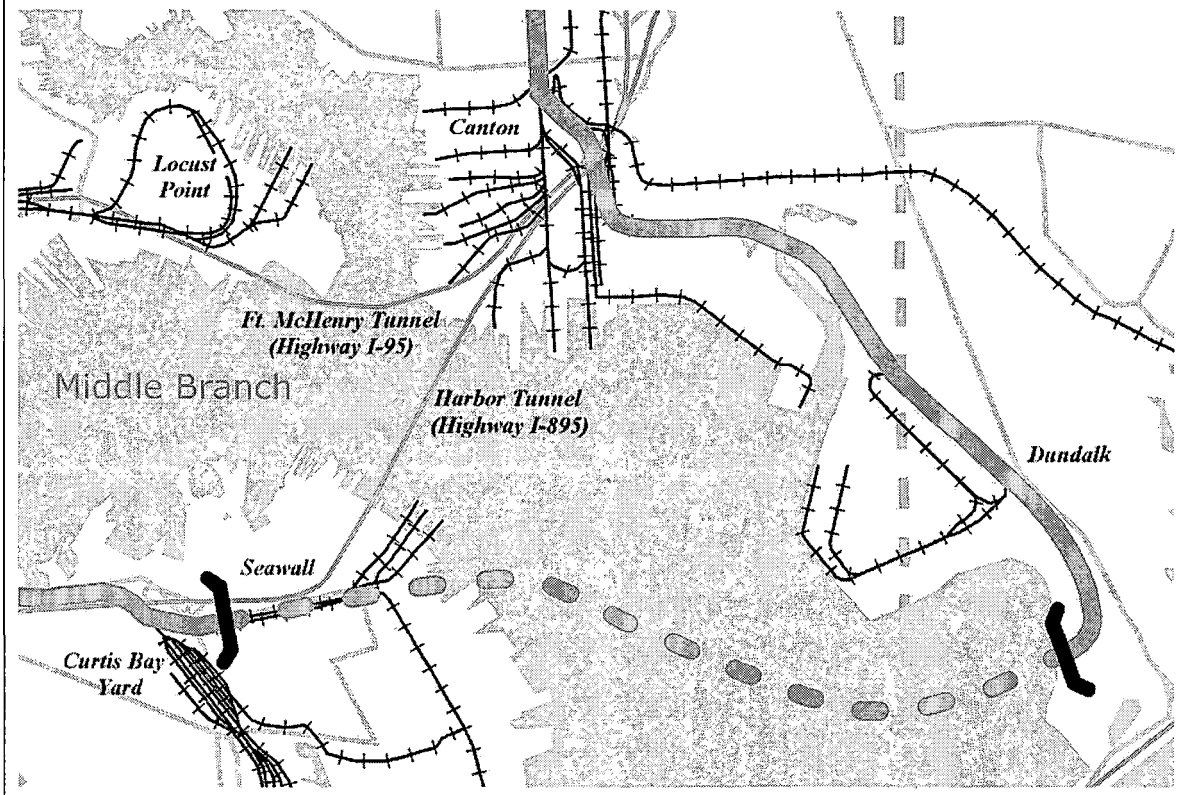 Canton
Locust
Point
Ft. McHenry Tunnel
(Highway I-95)
Middle Branch
Harbor Tunnel
(Highway I-895)
Dundalk
Seawall
Curtis Bay
Yard